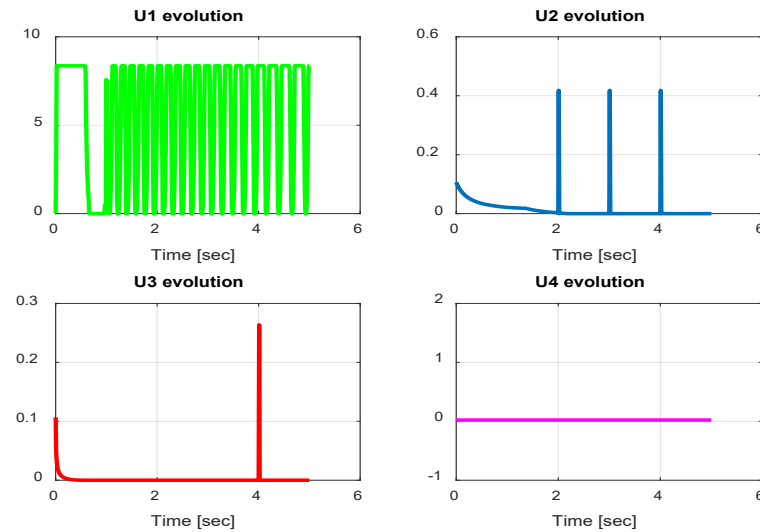 U1 evolution
10
5
0
0 2 4 6
Time [sec]
U2 evolution
0.6
0.4
0.2
0
0 2 4 6
Time [sec]
U3 evolution
0.3
0.2
0.1
0
0 2 4 6
Time [sec]
U4 evolution
2
1
0
-1
0 2 4 6
Time [sec]